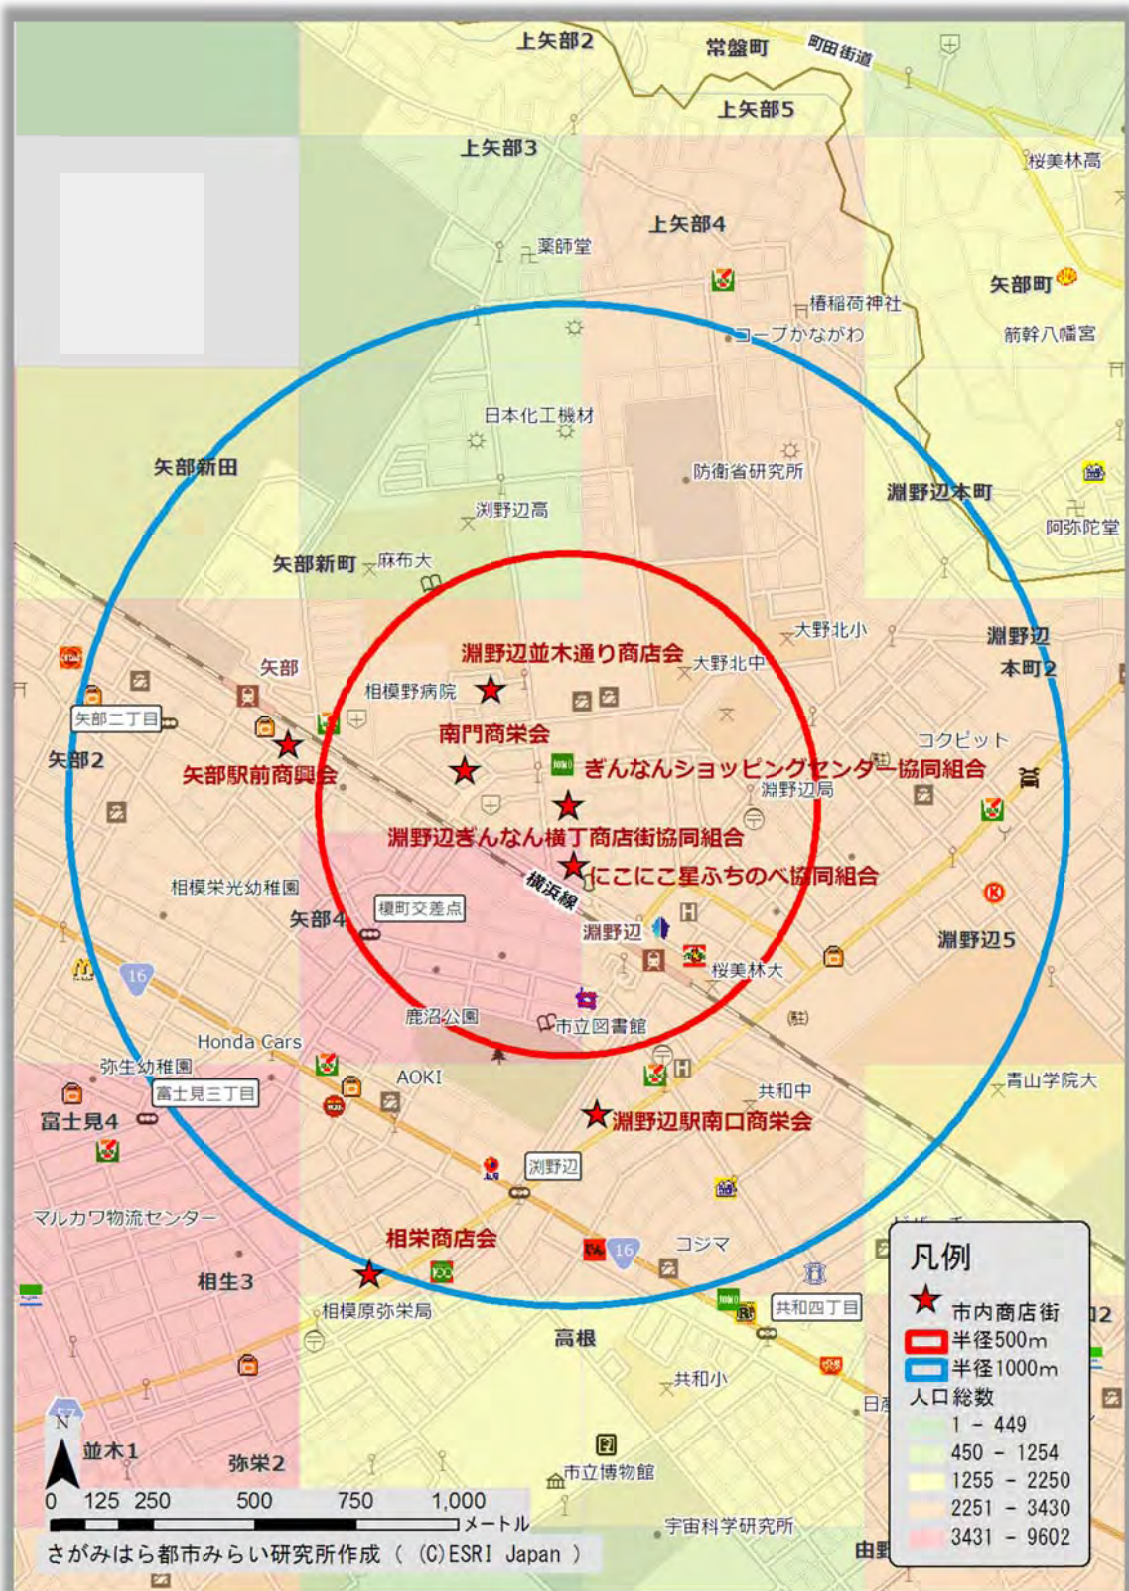 上矢部2
常盤町
町田街道
上矢部5
上矢部3
桜美林高
上矢部4
薬師堂
矢部町
椿稲荷神社
コープかながわ
箭幹八幡宮
日本化工機材
矢部新田
防衛省研究所
淵野辺本町
渕野辺高
阿弥陀堂
矢部新町
麻布大
大野北小
淵野辺
本町2
淵野辺並木通り商店会
大野北中
矢部
相模野病院
矢部二丁目
南門商栄会
コクピット
矢部2
矢部駅前商興会
ぎんなんショッピングセンター協同組合
(駐)
淵野辺局
淵野辺ぎんなん横丁商店街協同組合
にこにこ星ふちのべ協同組合
横浜線
相模栄光幼稚園
榎町交差点
矢部4
淵野辺
淵野辺5
16
桜美林大
鹿沼公園
市立図書館
(駐)
Honda Cars
弥生幼稚園
AOKI
富士見三丁目
共和中
青山学院大
富士見4
淵野辺駅南口商栄会
渕野辺
マルカワ物流センター
相栄商店会
コジマ
16
相生3
相模原弥栄局
共和四丁目
高根
共和小
57
並木1
弥栄2
市立博物館
宇宙科学研究所
凡例
市内商店街
半径500m
半径1000m
人口総数
1 - 449
450 - 1254
1255 - 2250
2251 - 3430
3431 - 9602
N
0 125 250 500 750 1,000
メートル
さがみはら都市みらい研究所作成 ( (C)ESRI Japan )